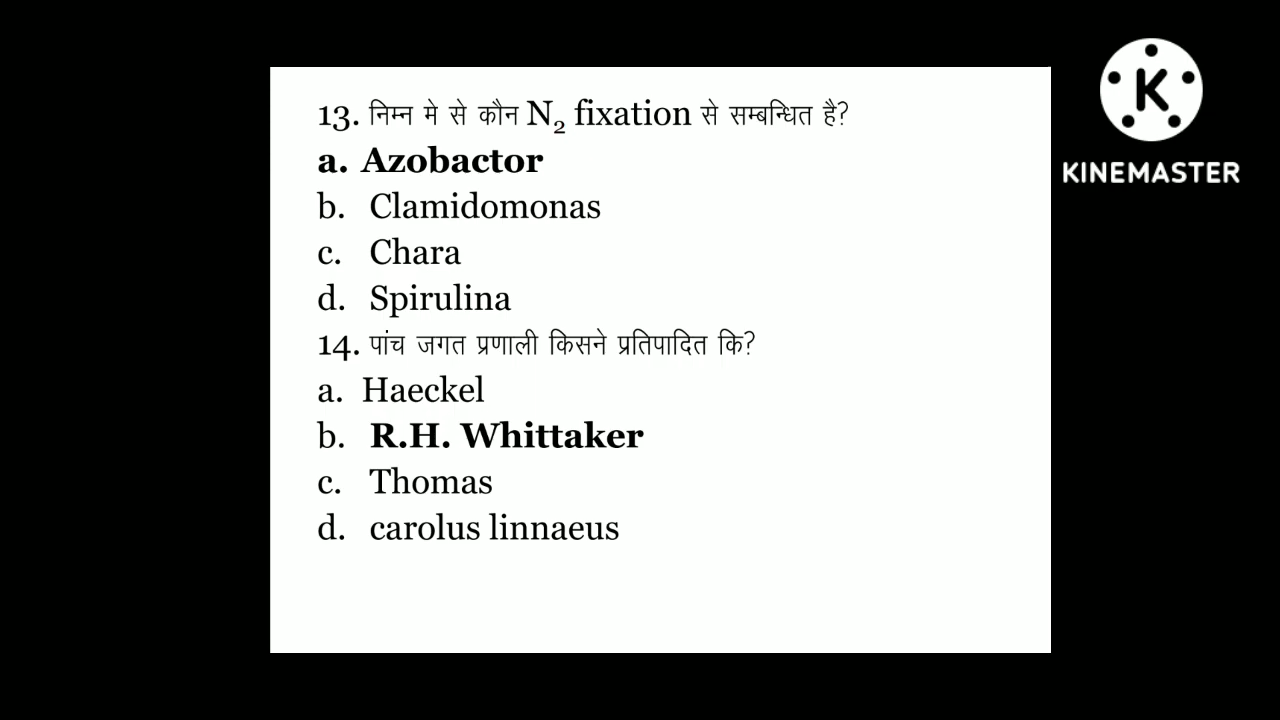 13. निम्न मे से कौन N₂ fixation से सम्बन्धित है?
a. Azobactor
b. Clamidomonas
c. Chara
d. Spirulina
14. पांच जगत प्रणाली किसने प्रतिपादित कि?
a. Haeckel
b. R.H. Whittaker
c. Thomas
d. carolus linnaeus
K
KINEMASTER